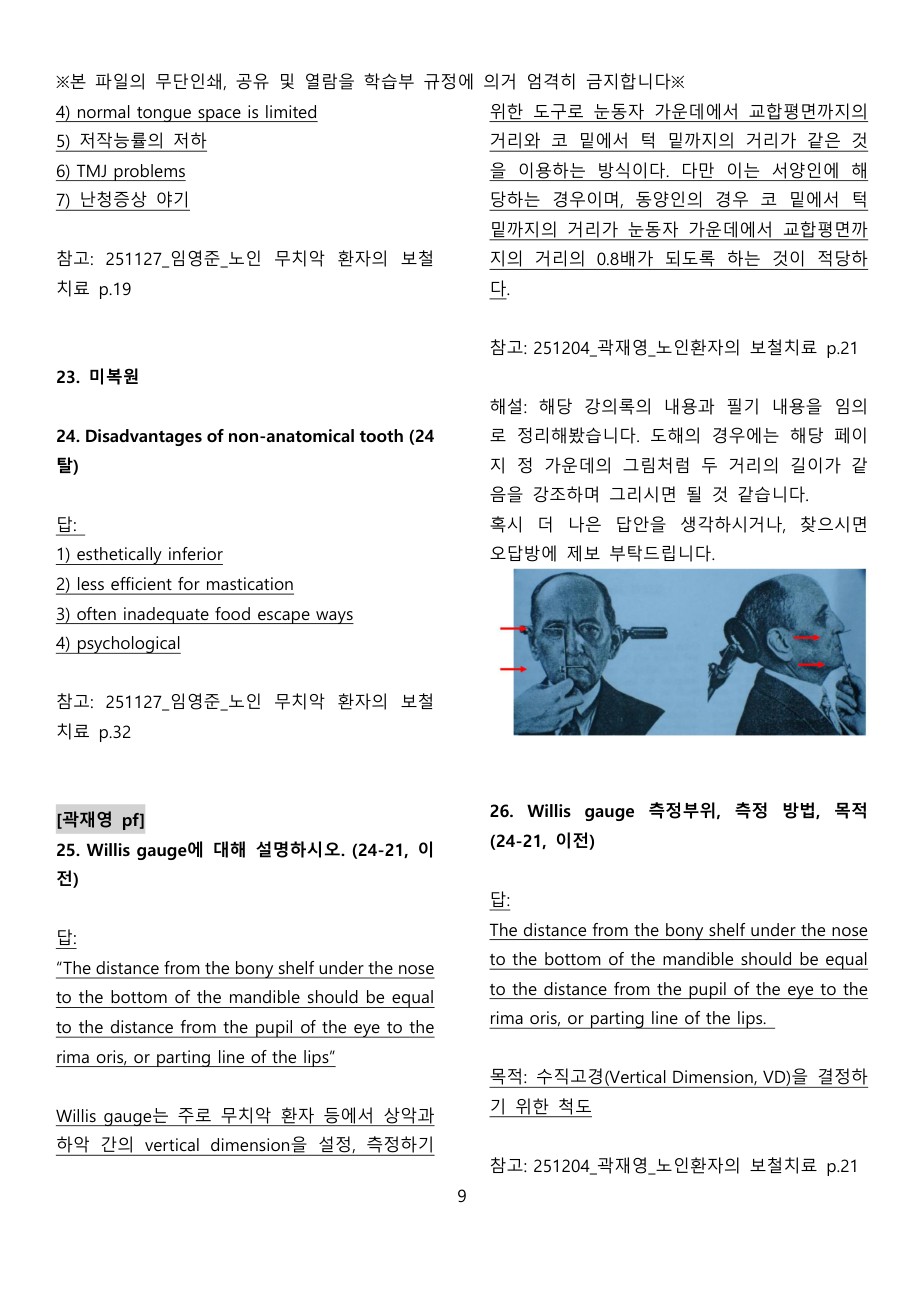 ※본 파일의 무단인쇄, 공유 및 열람을 학습부 규정에 의거 엄격히 금지합니다※
4) normal tongue space is limited
5) 저작능률의 저하
6) TMJ problems
7) 난청증상 야기
참고: 251127_임영준_노인 무치악 환자의 보철
치료 p.19
23. 미복원
24. Disadvantages of non-anatomical tooth (24
탈)
답:
1) esthetically inferior
2) less efficient for mastication
3) often inadequate food escape ways
4) psychological
참고: 251127_임영준_노인 무치악 환자의 보철
치료 p.32
[곽재영 pf]
25. Willis gauge에 대해 설명하시오. (24-21, 이
전)
답:
“The distance from the bony shelf under the nose
to the bottom of the mandible should be equal
to the distance from the pupil of the eye to the
rima oris, or parting line of the lips”
Willis gauge는 주로 무치악 환자 등에서 상악과
하악 간의 vertical dimension을 설정, 측정하기
위한 도구로 눈동자 가운데에서 교합평면까지의
거리와 코 밑에서 턱 밑까지의 거리가 같은 것
을 이용하는 방식이다. 다만 이는 서양인에 해
당하는 경우이며, 동양인의 경우 코 밑에서 턱
밑까지의 거리가 눈동자 가운데에서 교합평면까
지의 거리의 0.8배가 되도록 하는 것이 적당하
다.
참고: 251204_곽재영_노인환자의 보철치료 p.21
해설: 해당 강의록의 내용과 필기 내용을 임의
로 정리해봤습니다. 도해의 경우에는 해당 페이
지 정 가운데의 그림처럼 두 거리의 길이가 같
음을 강조하며 그리시면 될 것 같습니다.
혹시 더 나은 답안을 생각하시거나, 찾으시면
오답방에 제보 부탁드립니다.
26. Willis gauge 측정부위, 측정 방법, 목적
(24-21, 이전)
답:
The distance from the bony shelf under the nose
to the bottom of the mandible should be equal
to the distance from the pupil of the eye to the
rima oris, or parting line of the lips.
목적: 수직고경(Vertical Dimension, VD)을 결정하
기 위한 척도
참고: 251204_곽재영_노인환자의 보철치료 p.21
9